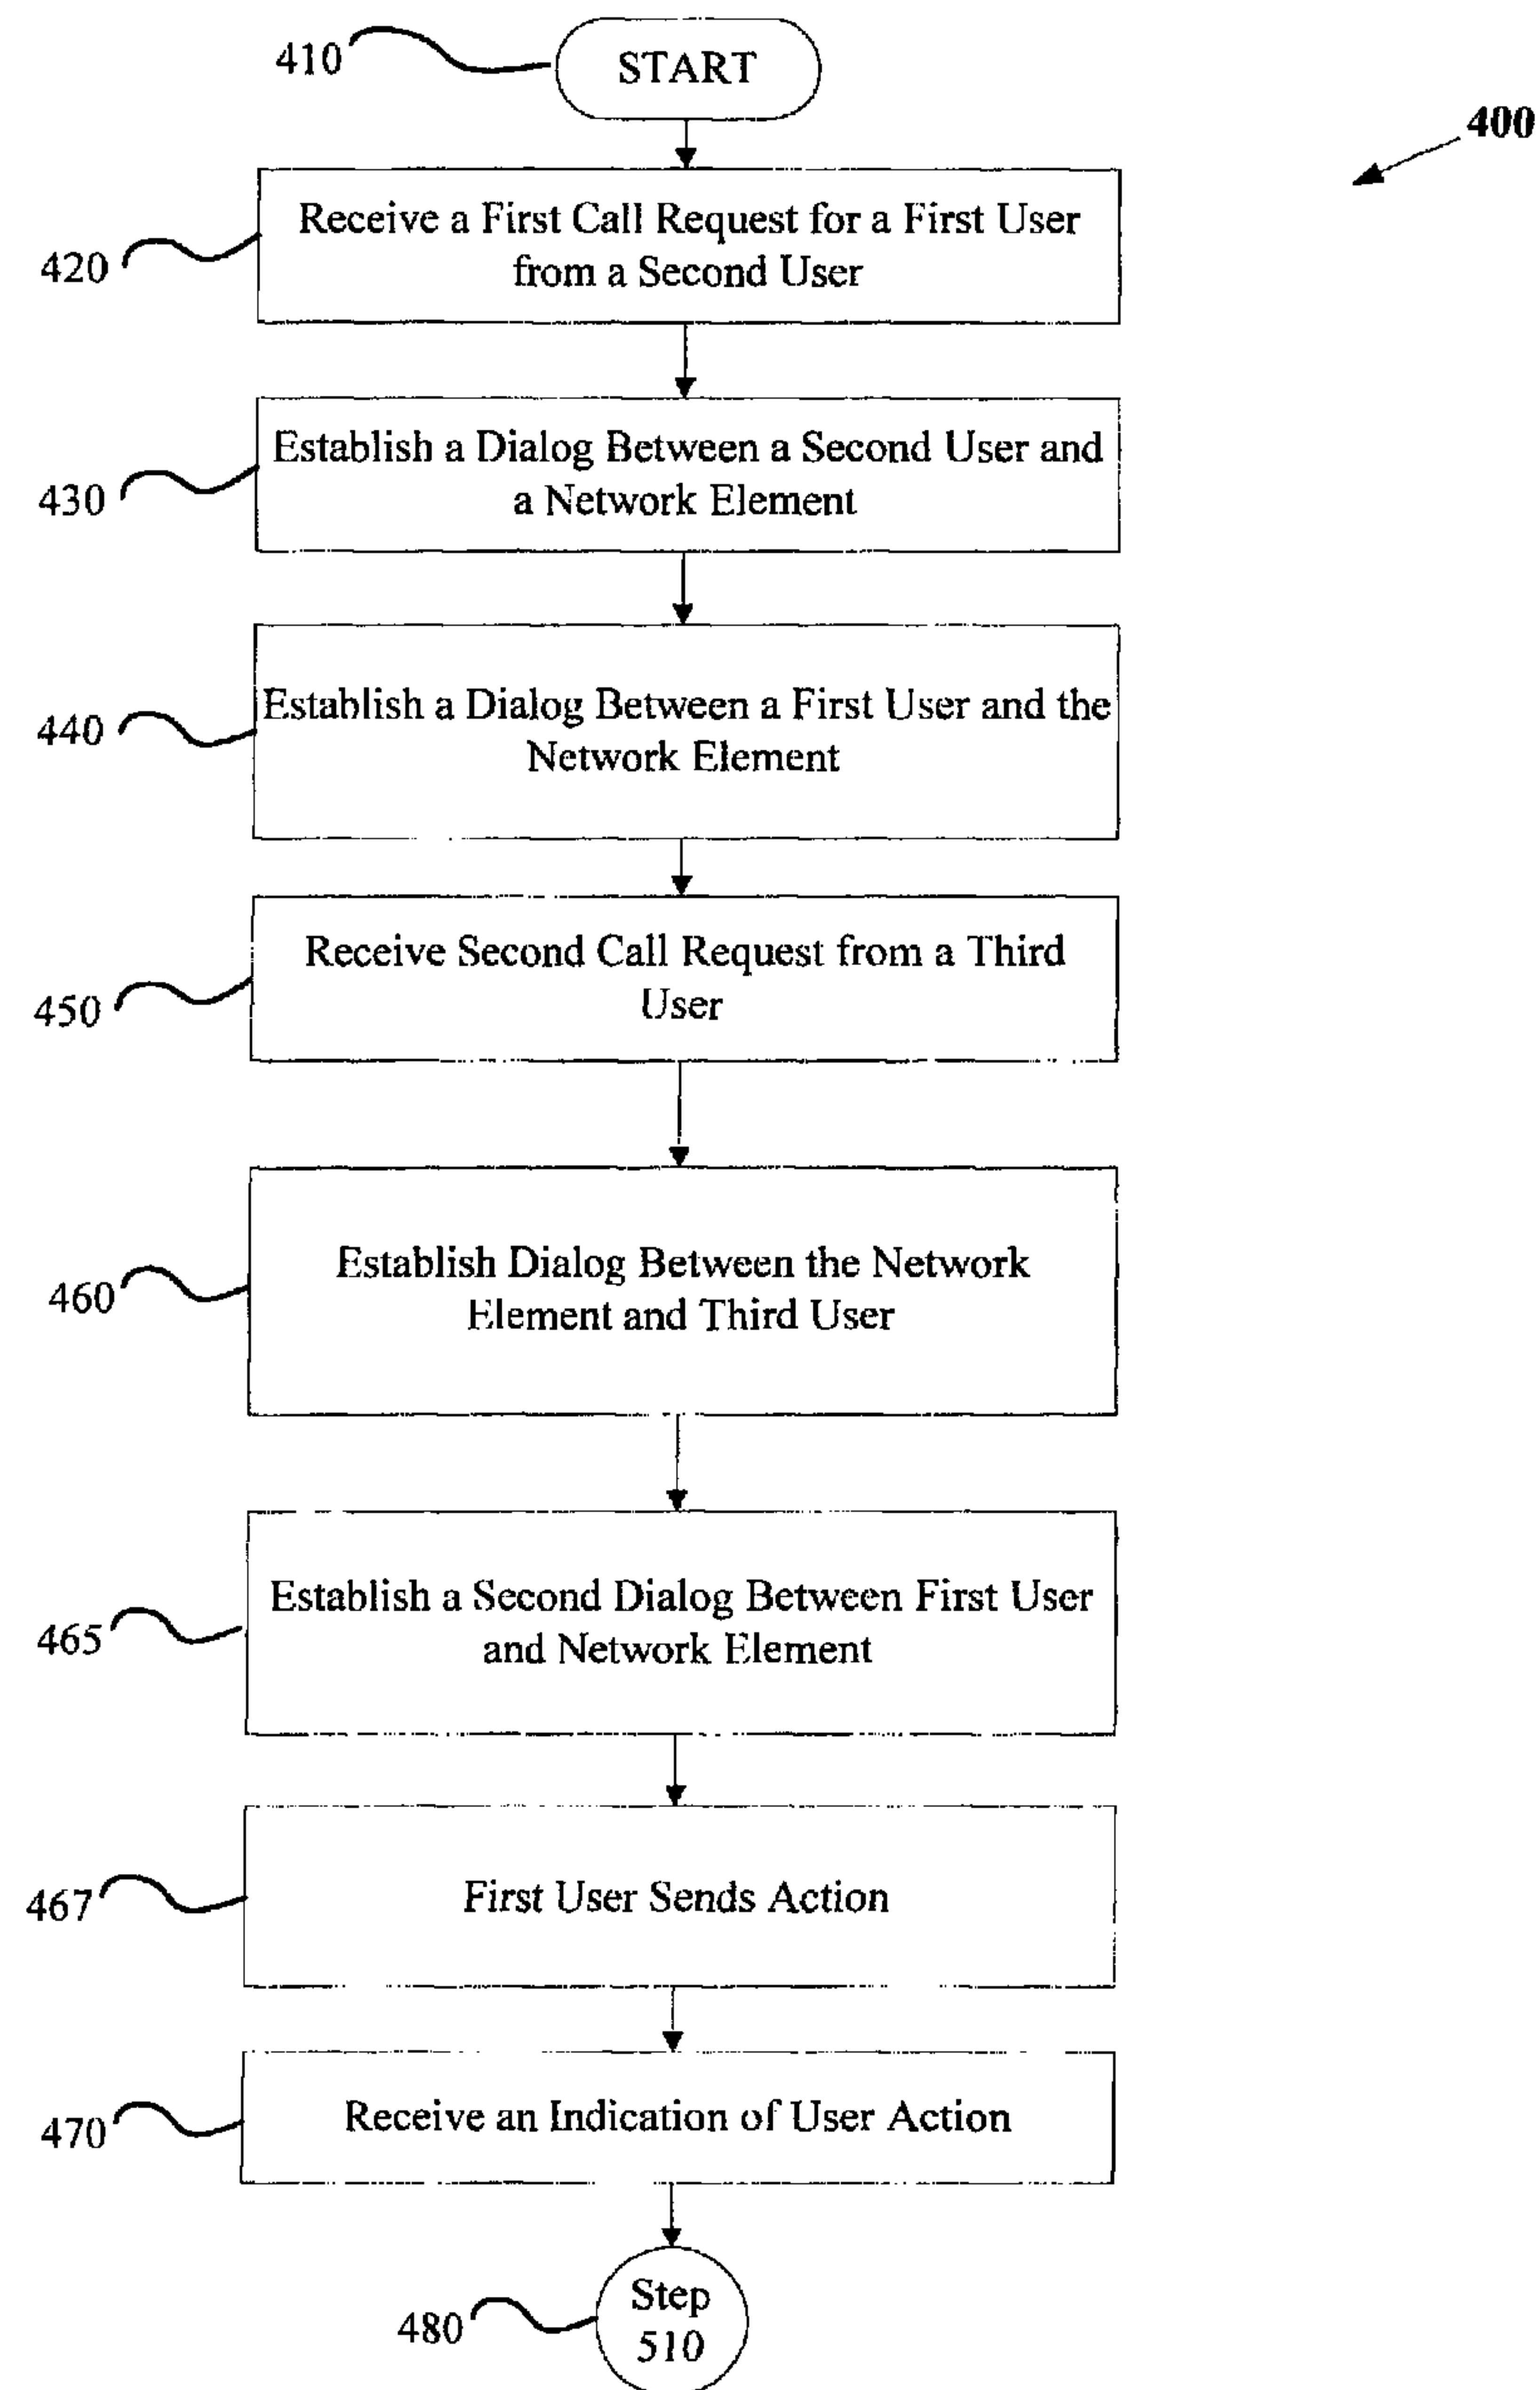 410
START
400
Receive a First Call Request for a First User
from a Second User
420
Establish a Dialog Between a Second User and
a Network Element
430
Establish a Dialog Between a First User and the
Network Element
440
Receive Second Call Request from a Third
User
450
Establish Dialog Between the Network
Element and Third User
460
Establish a Second Dialog Between First User
and Network Element
465
First User Sends Action
467
Receive an Indication of User Action
470
Step
510
480